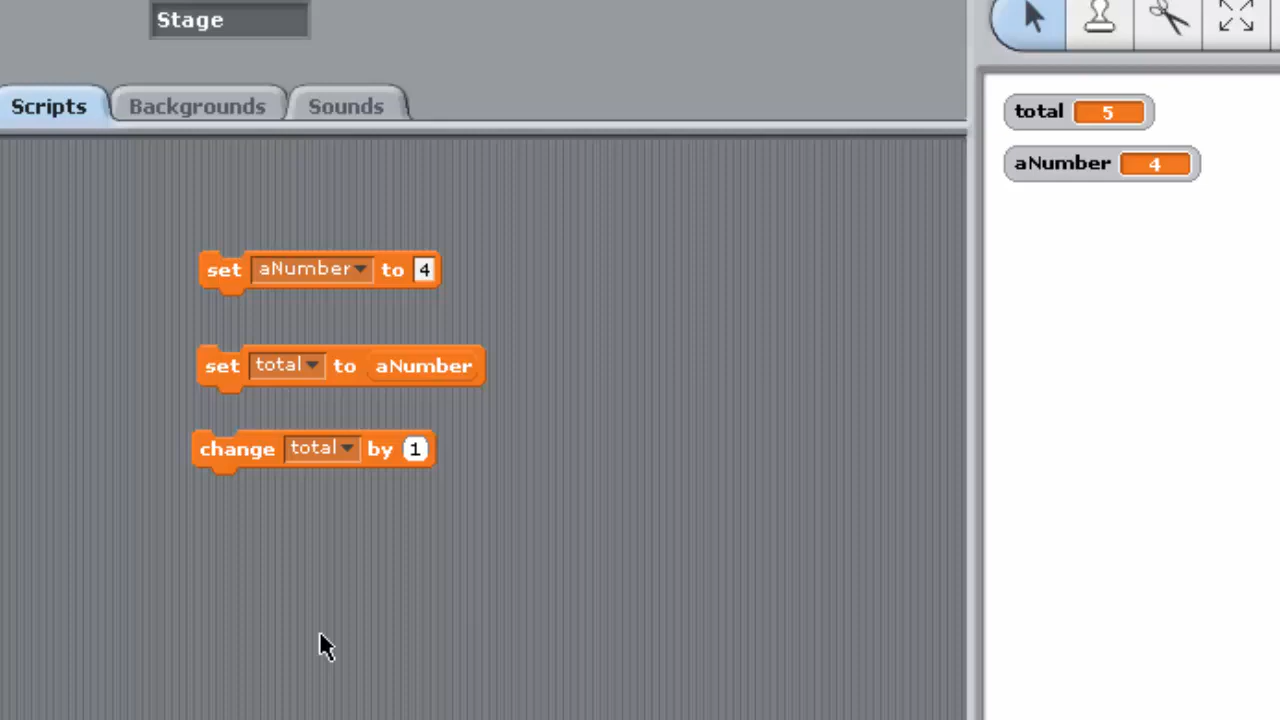 Stage
Scripts Backgrounds Sounds
total 5
aNumber 4
set aNumber to 4
set total to aNumber
change total by 1